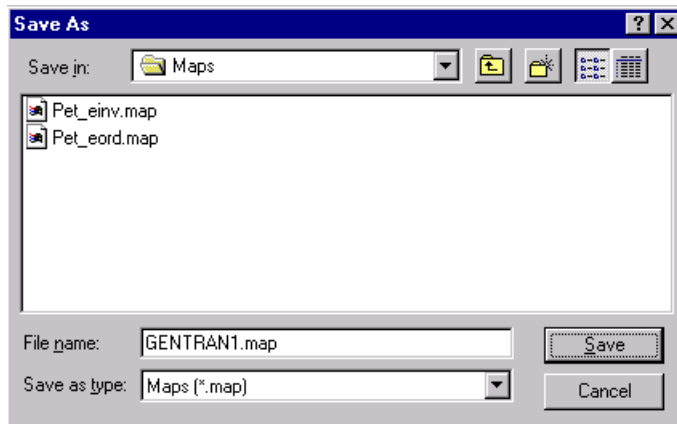 Save As
Save in:
Maps
Pet_einv.map
Pet_eord.map
File name:
GENTRAN1.map
Save
Save as type:
Maps (*.map)
Cancel